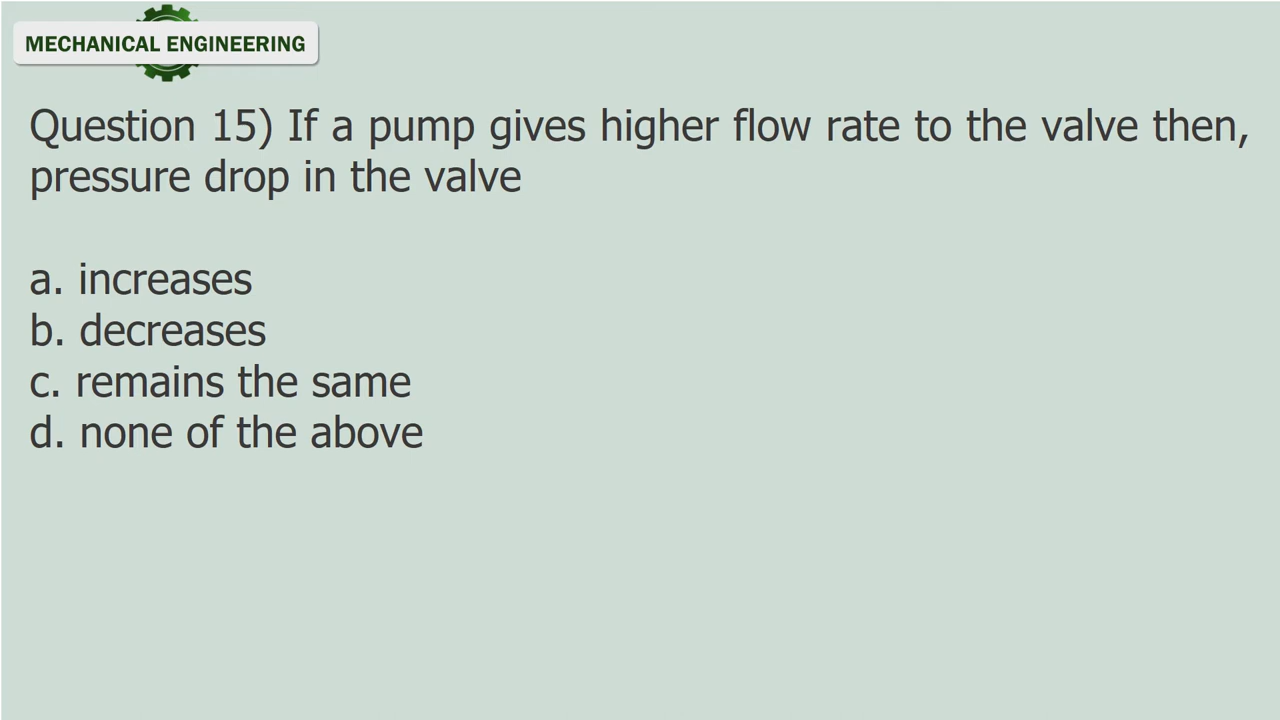 MECHANICAL ENGINEERING
Question 15) If a pump gives higher flow rate to the valve then,
pressure drop in the valve
a. increases
b. decreases
c. remains the same
d. none of the above